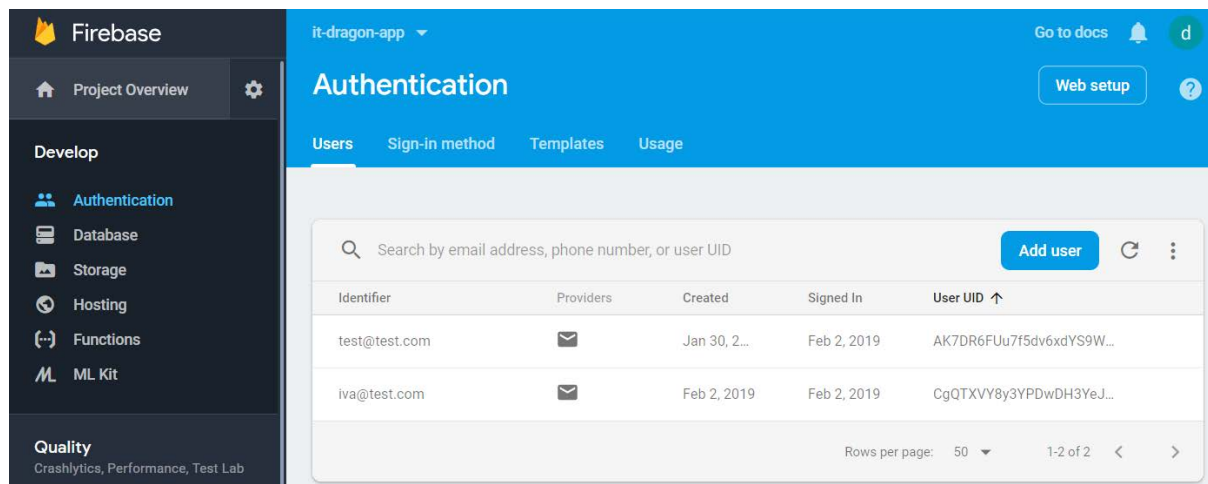 Firebase
Project Overview
Develop
Authentication
Database
Storage
Hosting
Functions
ML Kit
Quality
Crashlytics, Performance, Test Lab
it-dragon-app
Go to docs
d
Authentication
Web setup
?
Users Sign-in method Templates Usage
Search by email address, phone number, or user UID
Add user
Identifier Providers Created Signed In User UID
test@test.com Jan 30, 2... Feb 2, 2019 AK7DR6FUu7f5dv6xdYS9W...
iva@test.com Feb 2, 2019 Feb 2, 2019 CgQTXVY8y3YPDwDH3YeJ...
Rows per page: 50 1-2 of 2